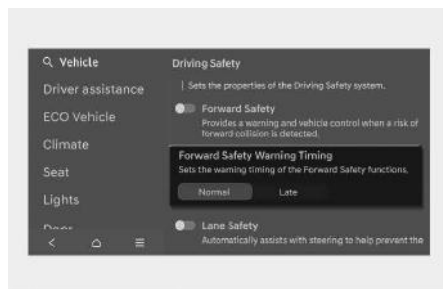 Vehicle
Driver assistance
ECO Vehicle
Climate
Seat
Lights
Door
Driving Safety
Sets the properties of the Driving Safety system.
Forward Safety
Provides a warning and vehicle control when a risk of
forward collision is detected.
Forward Safety Warning Timing
Sets the warning timing of the Forward Safety functions.
Normal
Late
Lane Safety
Automatically assists with steering to help prevent the